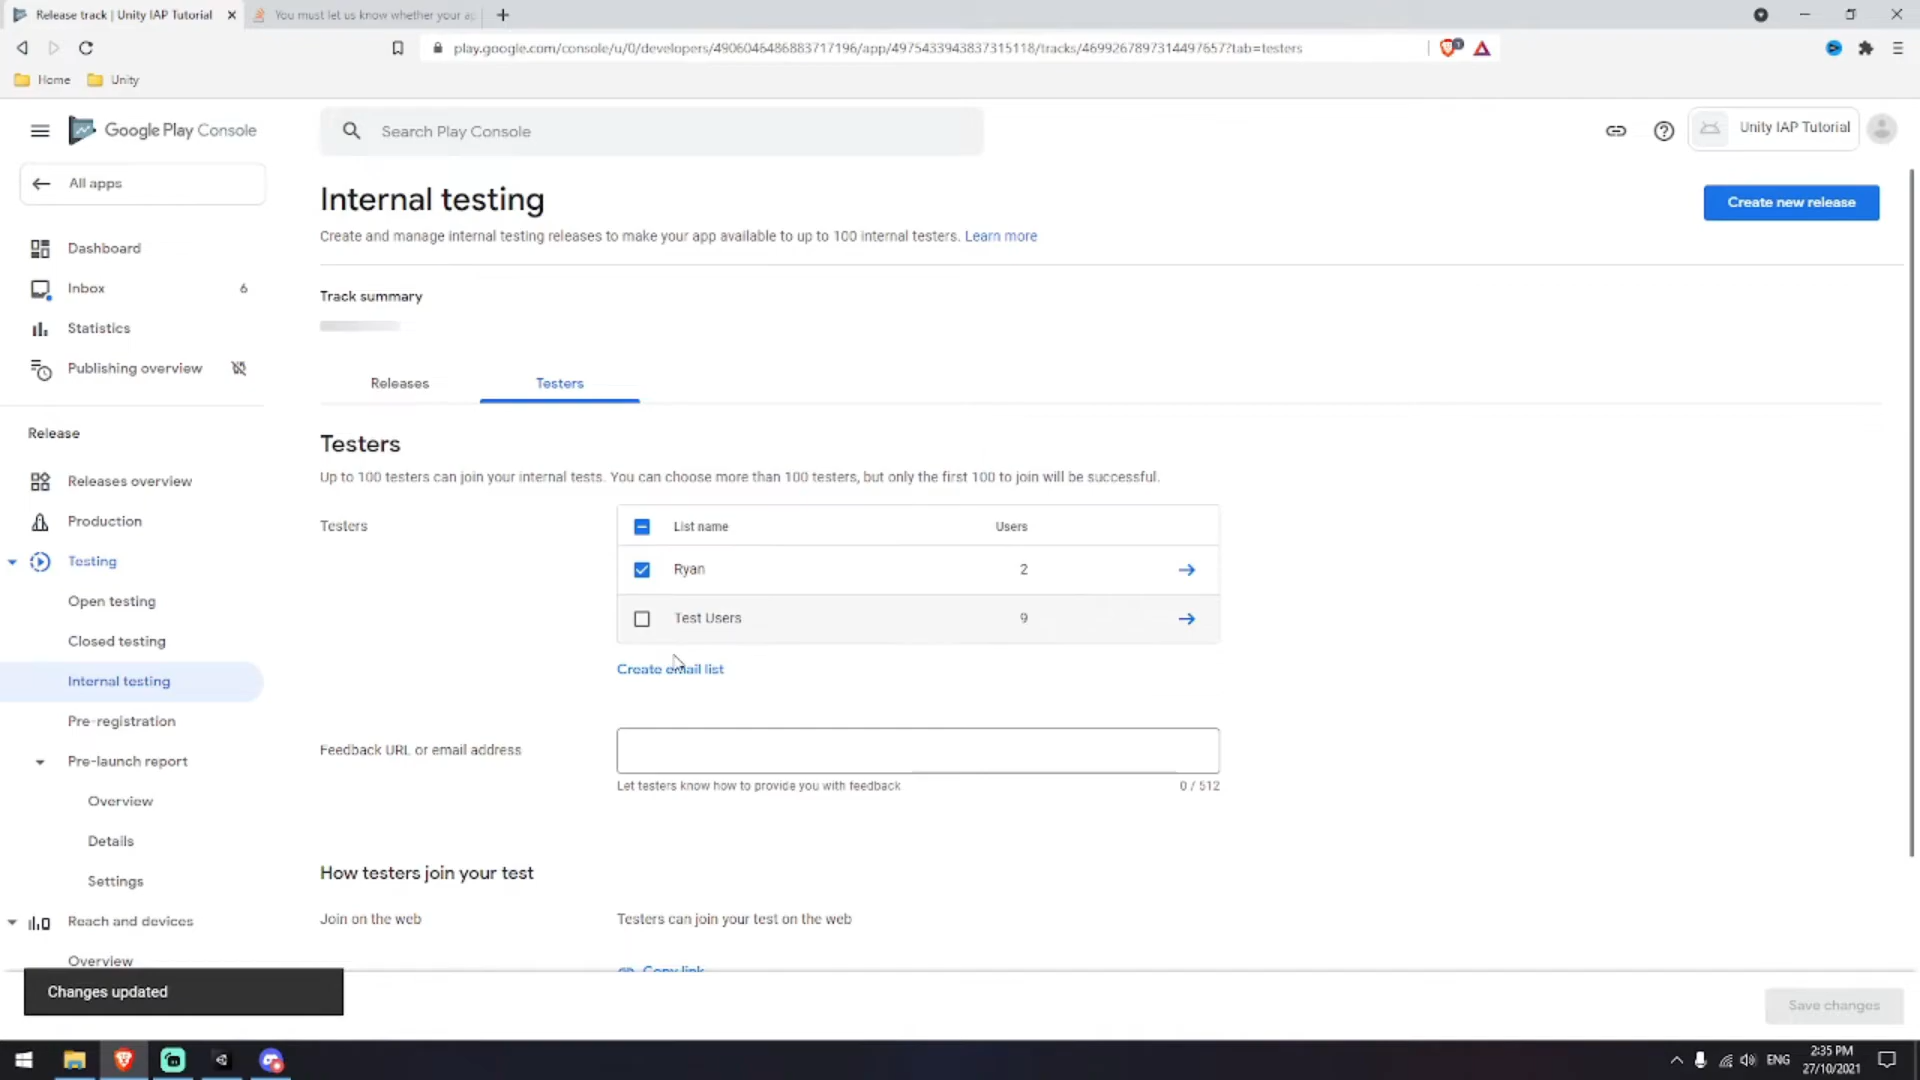 Release track | Unity IAP Tutorial
You must let us know whether your a
play.google.com/console/u/0/developers/4906046486883717196/app/4975433943837315118/tracks/4699267897314497657?tab=testers
1
Home
Unity
Google Play Console
Search Play Console
Unity IAP Tutorial
All apps
Internal testing
Create new release
Create and manage internal testing releases to make your app available to up to 100 internal testers. Learn more
Dashboard
Inbox 6
Statistics
Publishing overview
Track summary
Releases
Testers
Release
Releases overview
Production
Testing
Open testing
Closed testing
Internal testing
Pre-registration
Pre-launch report
Overview
Details
Settings
Reach and devices
Overview
Testers
Up to 100 testers can join your internal tests. You can choose more than 100 testers, but only the first 100 to join will be successful.
Testers
List name Users
Ryan 2
Test Users 9
Create email list
Feedback URL or email address
Let testers know how to provide you with feedback
0 / 512
How testers join your test
Join on the web
Testers can join your test on the web
Copy link
Changes updated
Save changes
ENG
2:35 PM
27/10/2021